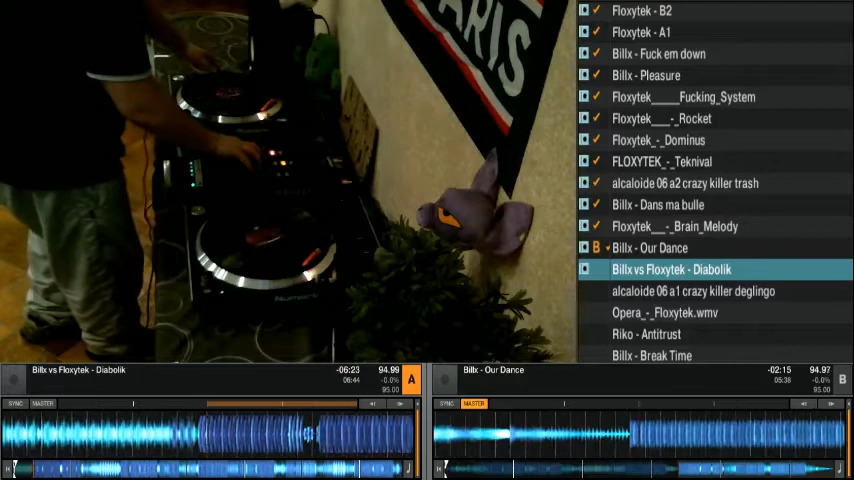 PARIS
Numark
Floxytek - B2
Floxytek - A1
Billx - Fuck em down
Billx - Pleasure
Floxytek_____Fucking_System
Floxytek___-_Rocket
Floxytek_-_Dominus
FLOXYTEK_-_Teknival
alcaloide 06 a2 crazy killer trash
Billx - Dans ma bulle
Floxytek___-_Brain_Melody
B Billx - Our Dance
Billx vs Floxytek - Diabolik
alcaloide 06 a1 crazy killer deglingo
Opera_-_Floxytek.wmv
Riko - Antitrust
Billx - Break Time
Billx vs Floxytek - Diabolik -06:23 94.99 A
06:44 -0.0%
95.00
SYNC MASTER
Billx - Our Dance -02:15 94.97 B
05:38 -0.0%
95.00
SYNC MASTER